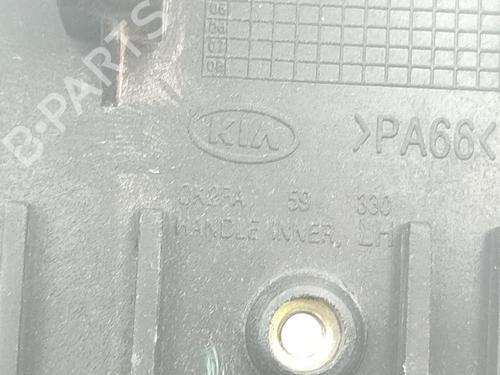 KIA
>PA66<
0K2FA 59 330
HANDLE INNER, LH
B-PARTS